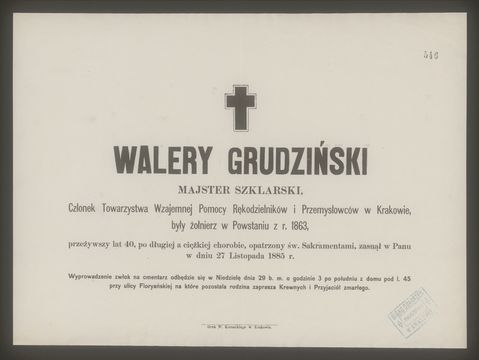 546
WALERY GRUDZIŃSKI
MAJSTER SZKLARSKI,
Członek Towarzystwa Wzajemnej Pomocy Rękodzielników i Przemysłowców w Krakowie,
były żołnierz w Powstaniu z r. 1863,
przeżywszy lat 40, po długiej a ciężkiej chorobie, opatrzony św. Sakramentami, zasnął w Panu
w dniu 27 Listopada 1885 r.
Wyprowadzenie zwłok na cmentarz odbędzie się w Niedzielę dnia 29 b. m. o godzinie 3 po południu z domu pod l. 45
przy ulicy Floryańskiej na które pozostała rodzina zaprasza Krewnych i Przyjaciół zmarłego.
Druk W. Korneckiego w Krakowie.